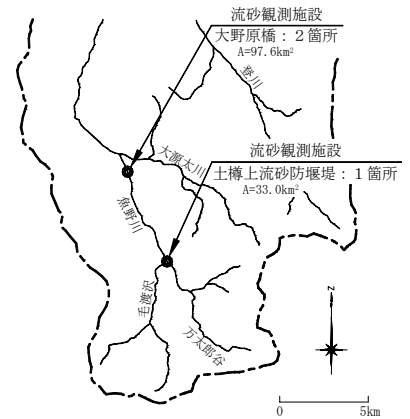 流砂観測施設
大野原橋：２箇所
A=97.6km²
登川
流砂観測施設
土樽上流砂防堰堤：１箇所
A=33.0km²
大源太川
魚野川
毛渡沢
万太郎谷
z
0
5km